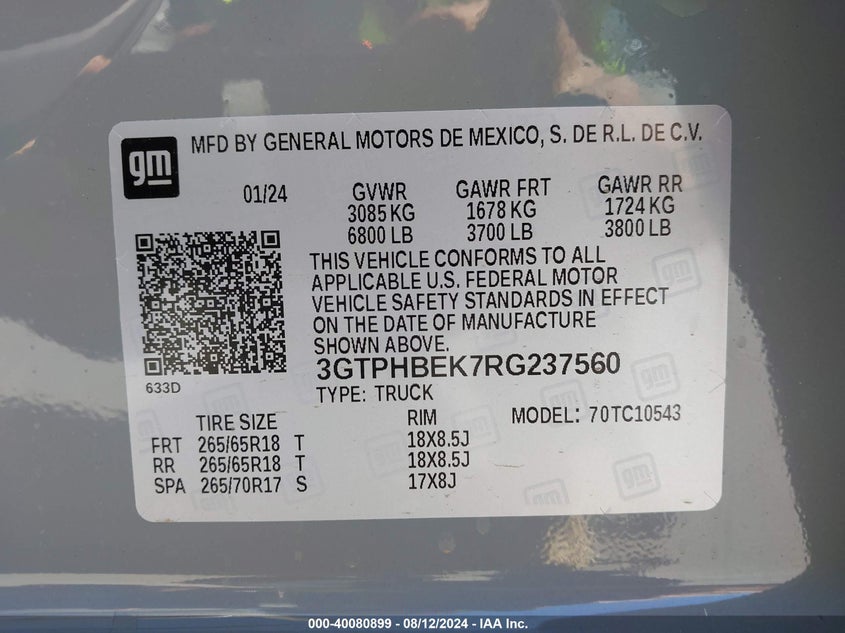 gm
MFD BY GENERAL MOTORS DE MEXICO, S. DE R.L. DE C.V.
01/24 GVWR GAWR FRT GAWR RR
3085 KG 1678 KG 1724 KG
6800 LB 3700 LB 3800 LB
THIS VEHICLE CONFORMS TO ALL
APPLICABLE U.S. FEDERAL MOTOR
VEHICLE SAFETY STANDARDS IN EFFECT
ON THE DATE OF MANUFACTURE
SHOWN ABOVE.
633D
3GTPHBEK7RG237560
TYPE: TRUCK
TIRE SIZE RIM MODEL: 70TC10543
FRT 265/65R18 T 18X8.5J
RR 265/65R18 T 18X8.5J
SPA 265/70R17 S 17X8J
000-40080899 - 08/12/2024 - IAA Inc.